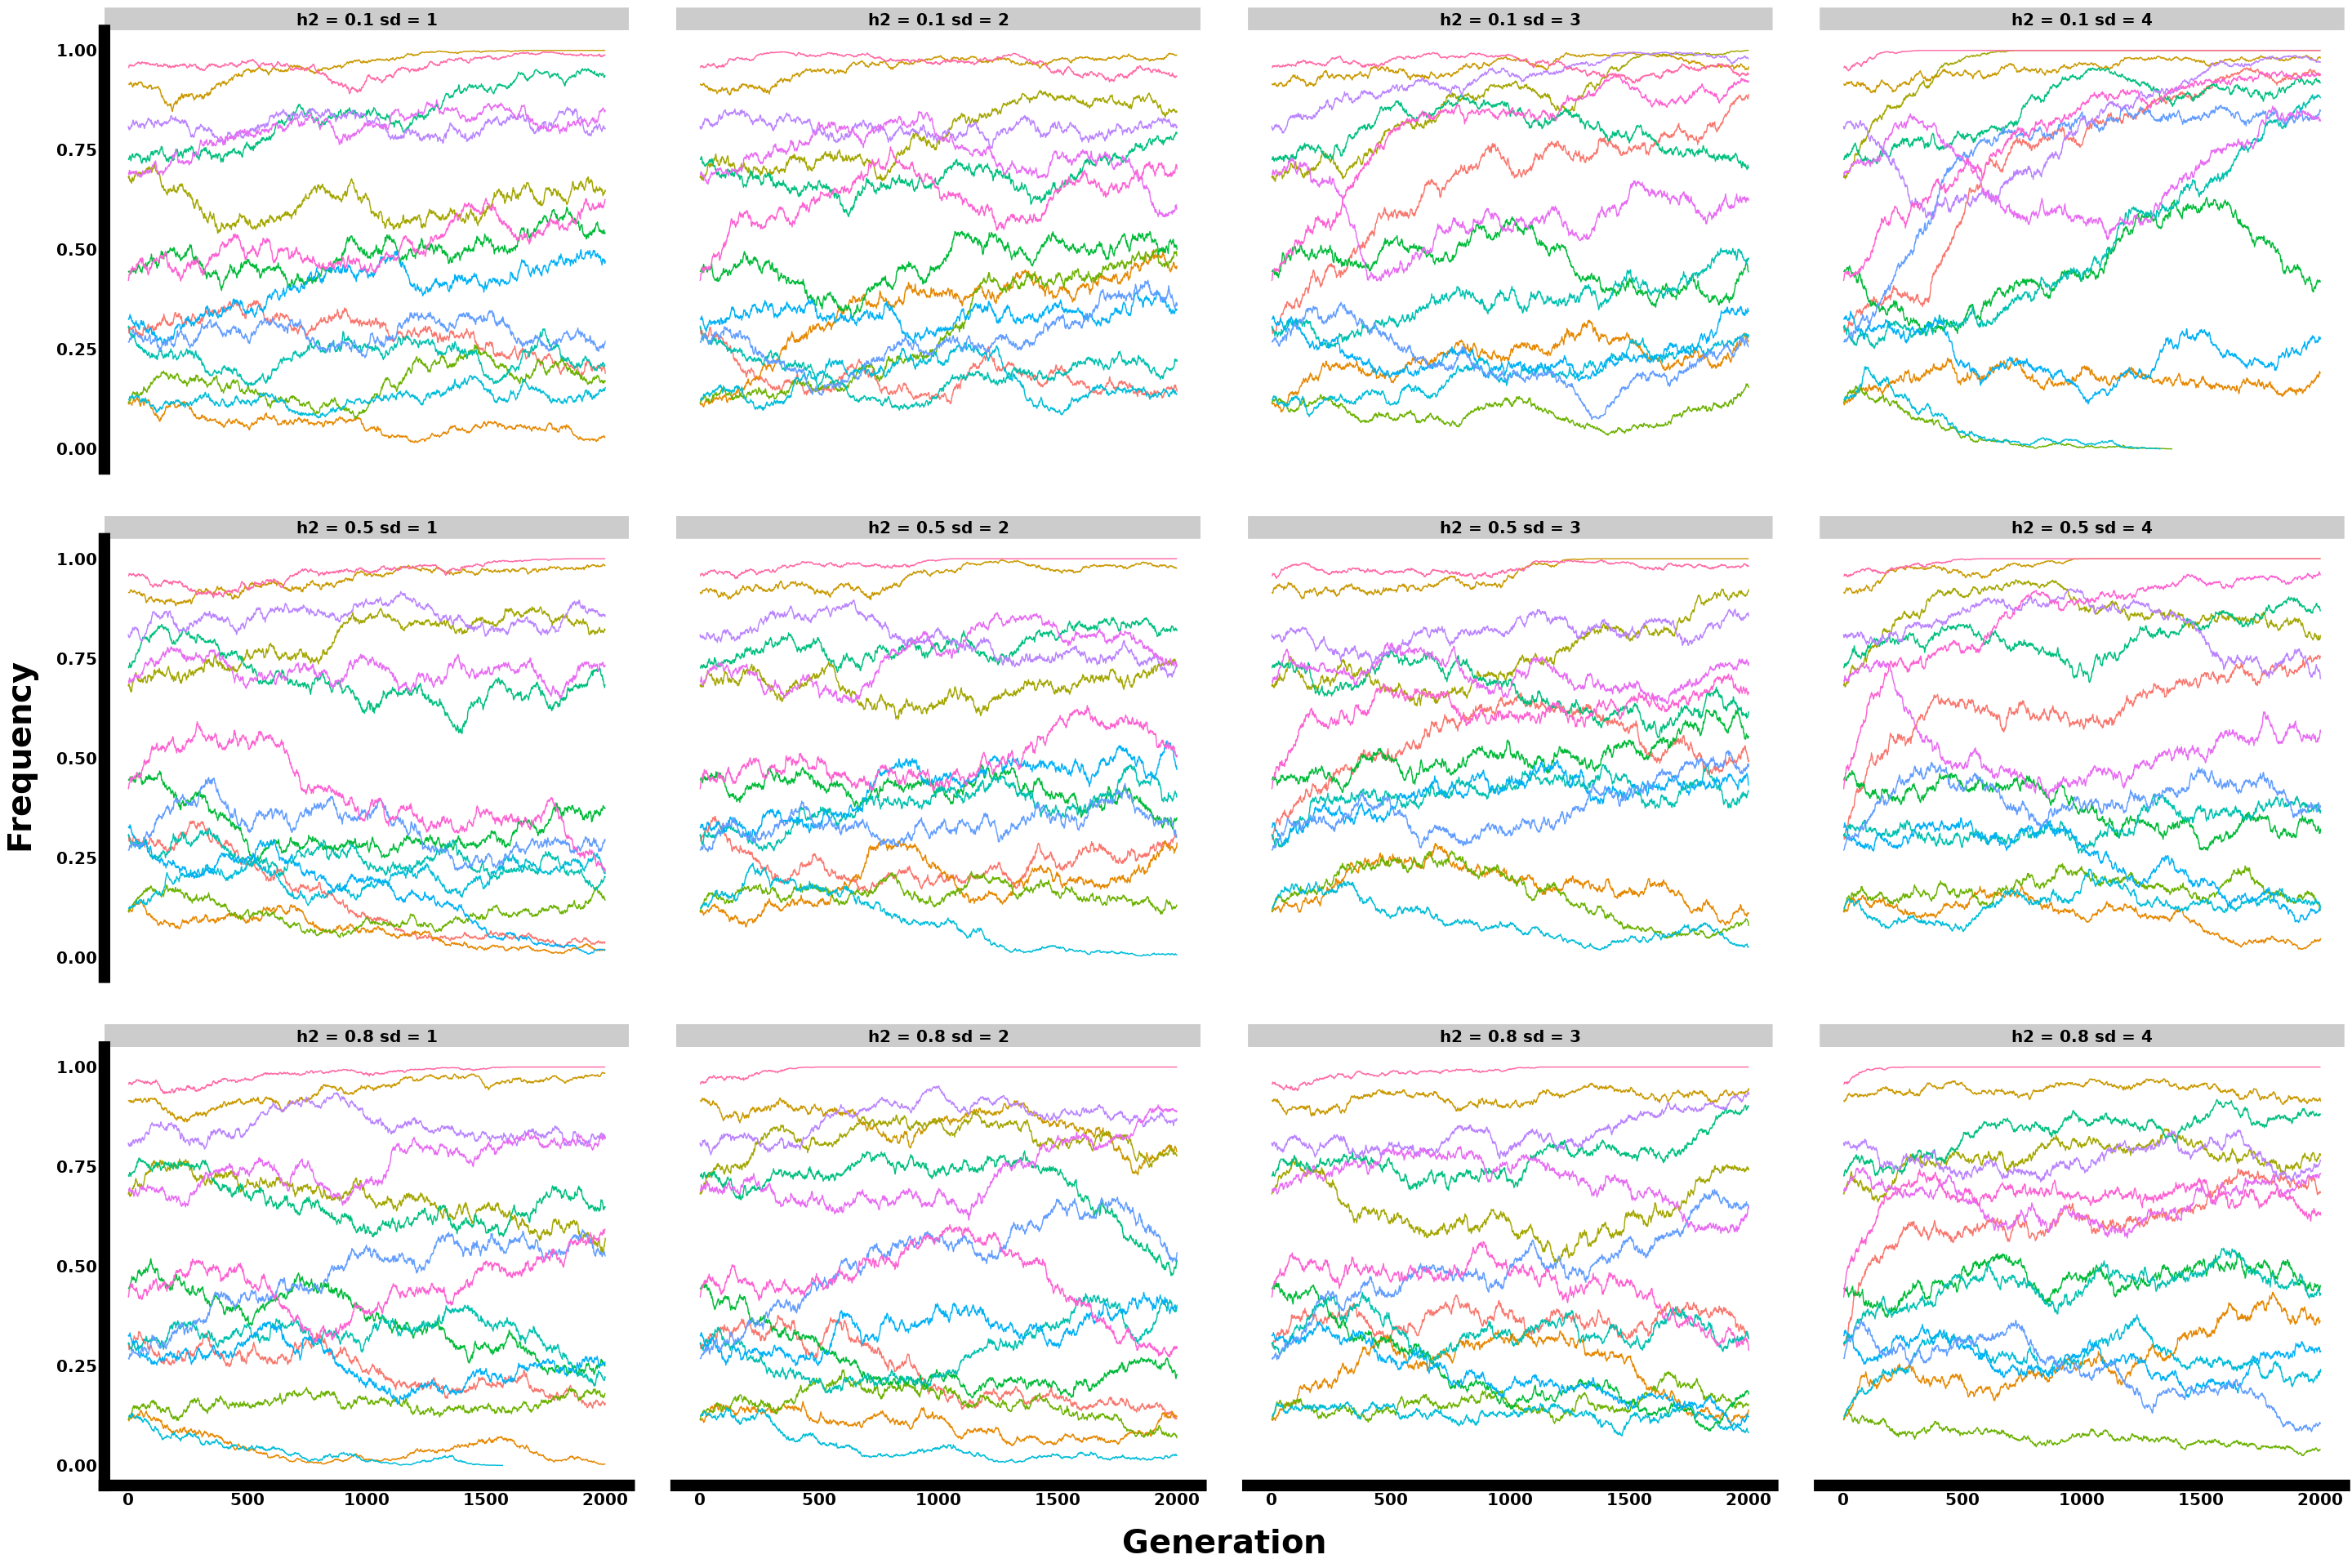 h2 = 0.1 sd = 1
h2 = 0.1 sd = 2
h2 = 0.1 sd = 3
h2 = 0.1 sd = 4
1.00
0.75
0.50
0.25
0.00
h2 = 0.5 sd = 1
h2 = 0.5 sd = 2
h2 = 0.5 sd = 3
h2 = 0.5 sd = 4
1.00
0.75
0.50
0.25
0.00
Frequency
h2 = 0.8 sd = 1
h2 = 0.8 sd = 2
h2 = 0.8 sd = 3
h2 = 0.8 sd = 4
1.00
0.75
0.50
0.25
0.00
0 500 1000 1500 2000
0 500 1000 1500 2000
0 500 1000 1500 2000
0 500 1000 1500 2000
Generation